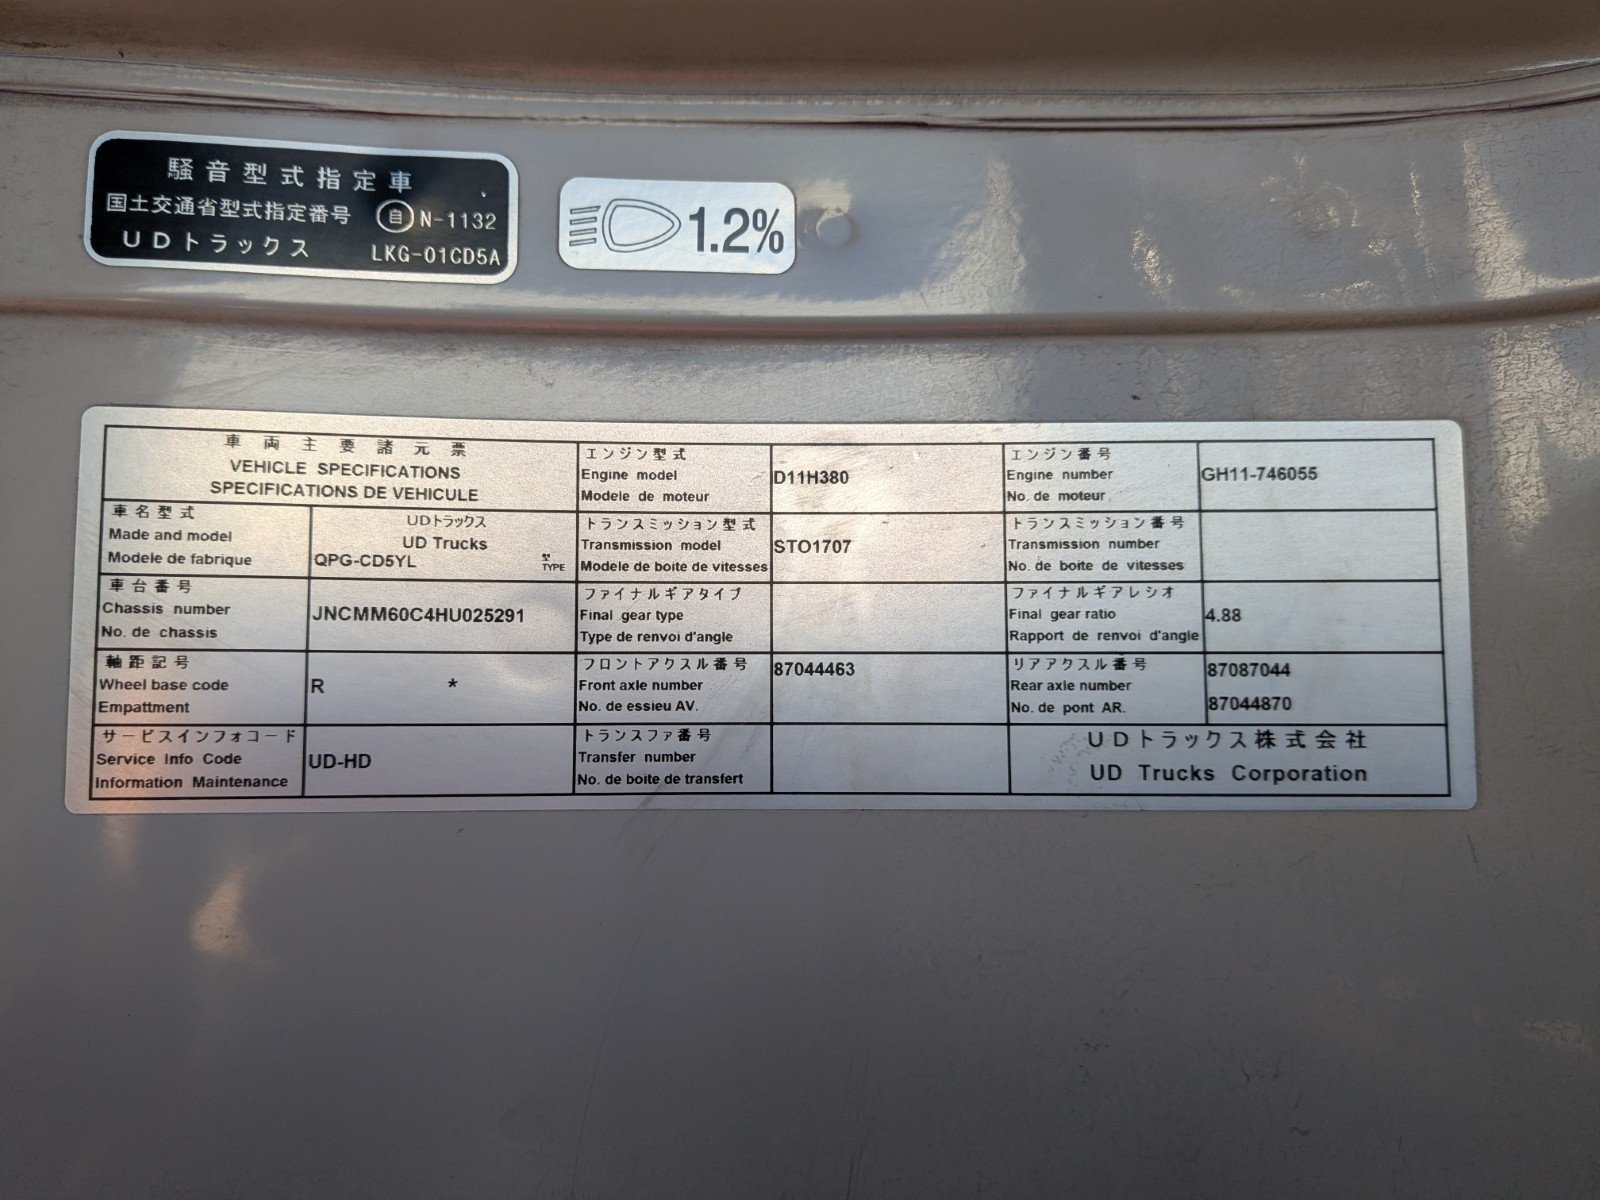 騒音型式指定車
国土交通省型式指定番号 自 N-1132
UDトラックス LKG-01CD5A
1.2%
車両主要諸元票
VEHICLE SPECIFICATIONS
SPECIFICATIONS DE VEHICULE
エンジン型式
Engine model
Modele de moteur
D11H380
エンジン番号
Engine number
No. de moteur
GH11-746055
車名型式
Made and model
Modele de fabrique
UDトラックス
UD Trucks
QPG-CD5YL
型
TYPE
トランスミッション型式
Transmission model
Modele de boite de vitesses
STO1707
トランスミッション番号
Transmission number
No. de boite de vitesses
車台番号
Chassis number
No. de chassis
JNCMM60C4HU025291
ファイナルギアタイプ
Final gear type
Type de renvoi d'angle
ファイナルギアレシオ
Final gear ratio
Rapport de renvoi d'angle
4.88
軸距記号
Wheel base code
Empattment
R *
フロントアクスル番号
Front axle number
No. de essieu AV.
87044463
リアアクスル番号
Rear axle number
No. de pont AR.
87087044
87044870
サービスインフォコード
Service Info Code
Information Maintenance
UD-HD
トランスファ番号
Transfer number
No. de boite de transfert
UDトラックス株式会社
UD Trucks Corporation